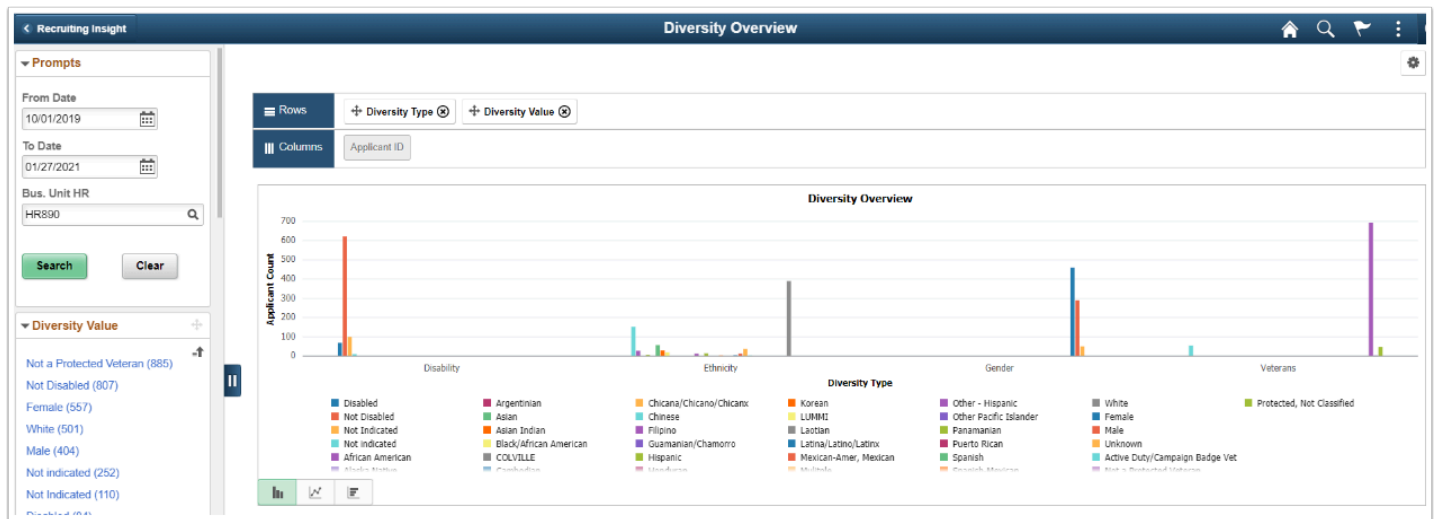 Recruiting Insight
Diversity Overview
Prompts
From Date
10/01/2019
To Date
01/27/2021
Bus. Unit HR
HR890
Search Clear
Diversity Value
Not a Protected Veteran (885)
Not Disabled (807)
Female (557)
White (501)
Male (404)
Not indicated (252)
Not Indicated (110)
Rows Diversity Type Diversity Value
Columns Applicant ID
Diversity Overview
Applicant Count
700
600
500
400
300
200
100
0
Disability Ethnicity Gender Veterans
Diversity Type
Disabled Argentinian Chicana/Chicano/Chicanx Korean Other - Hispanic White Protected, Not Classified
Not Disabled Asian Chinese LUMMI Other Pacific Islander Female
Not Indicated Asian Indian Filipino Laotian Panamanian Male
Not indicated Black/African American Guamanian/Chamorro Latina/Latino/Latinx Puerto Rican Unknown
African American COLVILLE Hispanic Mexican-Amer, Mexican Spanish Active Duty/Campaign Badge Vet